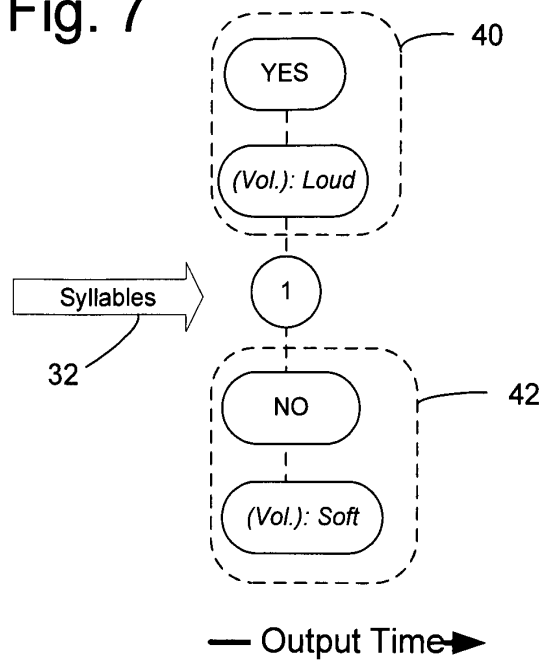 Fig. 7
40
YES
(Vol.): Loud
1
Syllables
32
NO
42
(Vol.): Soft
Output Time